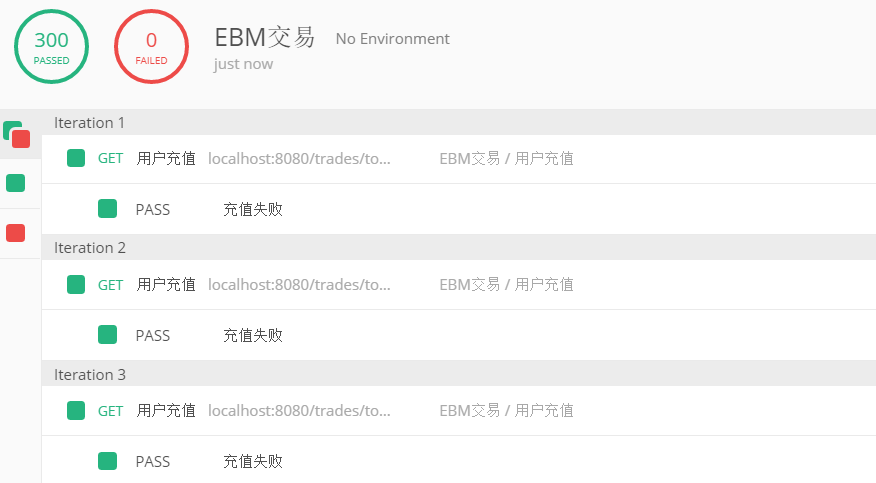 300
PASSED
0
FAILED
EBM交易 No Environment
just now
Iteration 1
GET 用户充值 localhost:8080/trades/to... EBM交易 / 用户充值
PASS 充值失败
Iteration 2
GET 用户充值 localhost:8080/trades/to... EBM交易 / 用户充值
PASS 充值失败
Iteration 3
GET 用户充值 localhost:8080/trades/to... EBM交易 / 用户充值
PASS 充值失败